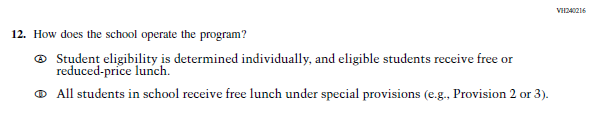 VH240216
12. How does the school operate the program?
Ⓐ Student eligibility is determined individually, and eligible students receive free or
reduced-price lunch.
Ⓑ All students in school receive free lunch under special provisions (e.g., Provision 2 or 3).